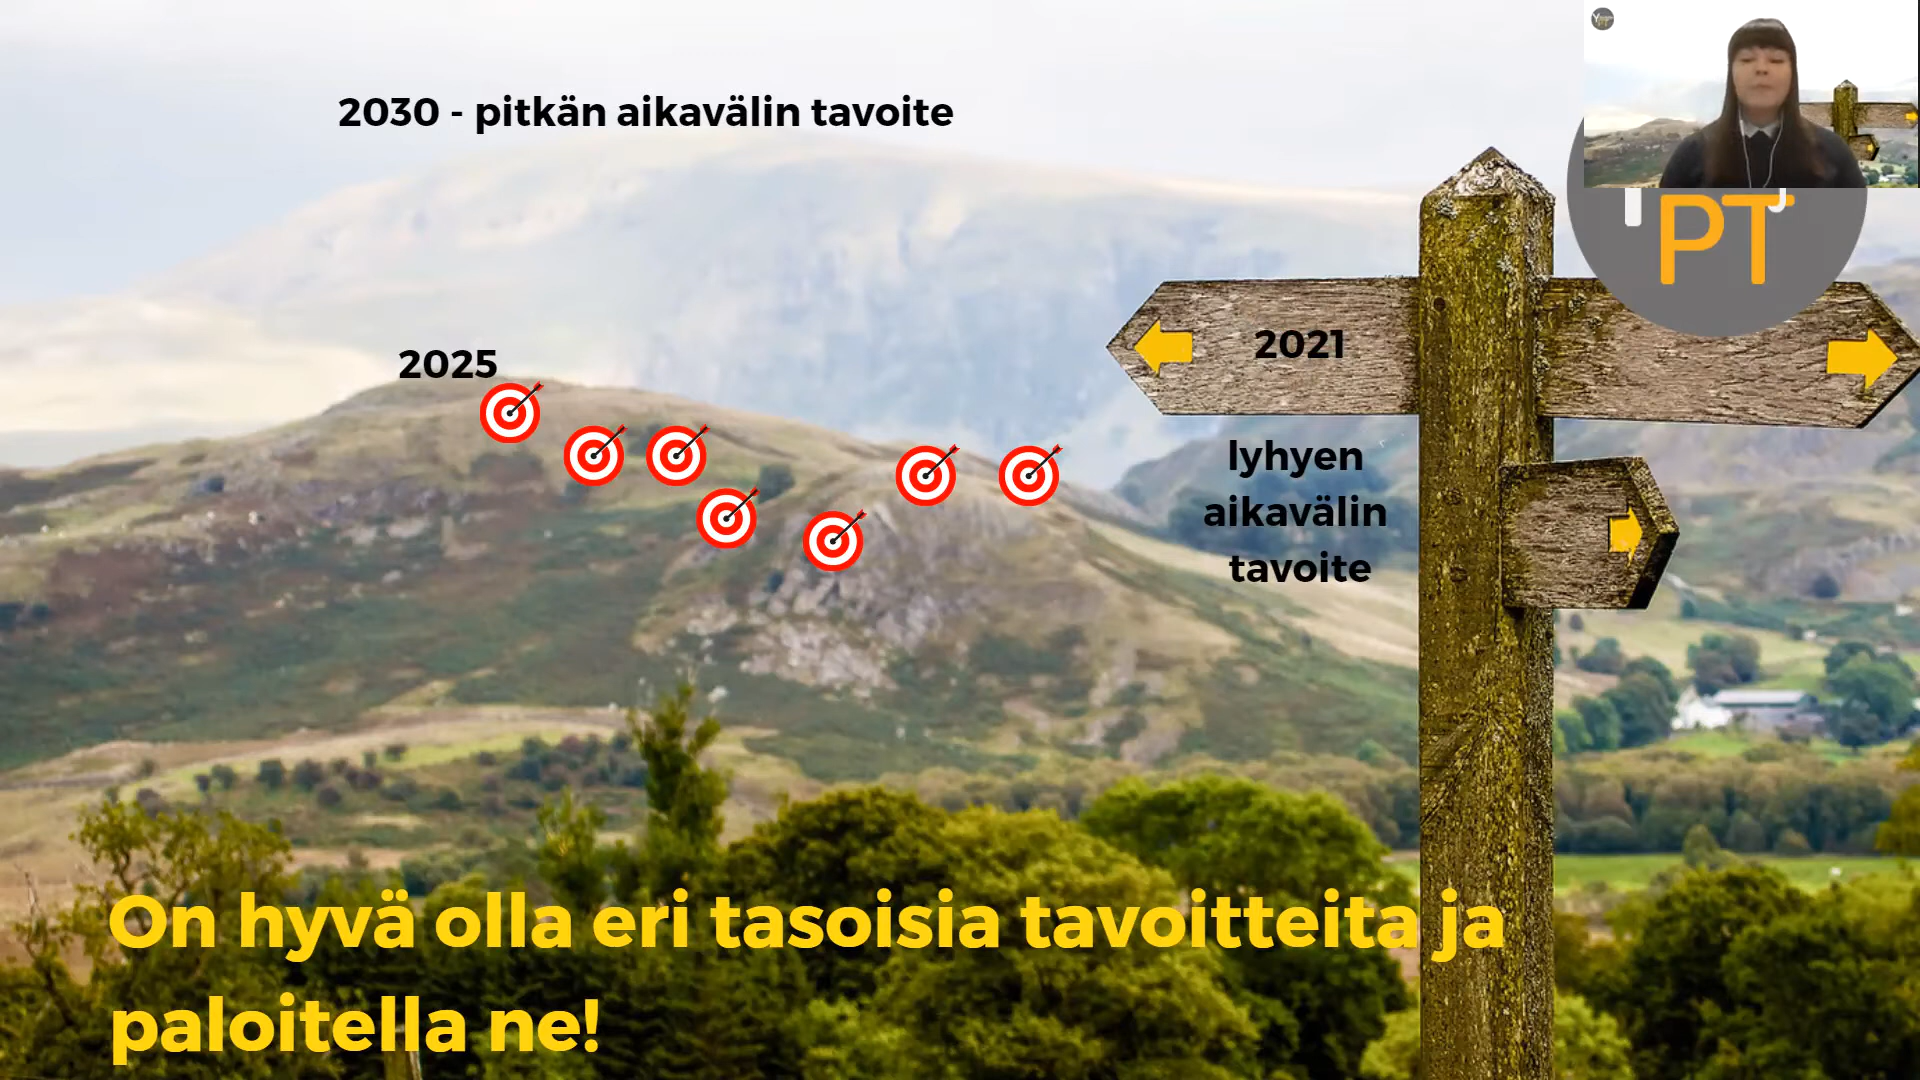 2030 - pitkän aikavälin tavoite
2025
2021
lyhyen
aikavälin
tavoite
PT
On hyvä olla eri tasoisia tavoitteita ja
paloitella ne!